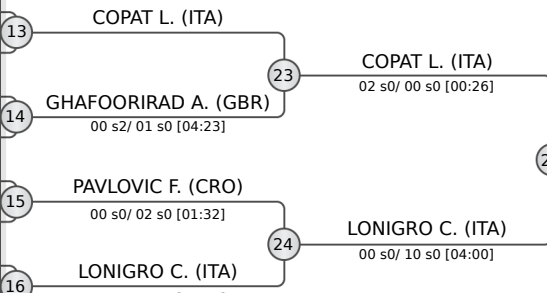 COPAT L. (ITA)
13
23
COPAT L. (ITA)
02 s0/ 00 s0 [00:26]
GHAFOORIRAD A. (GBR)
14
00 s2/ 01 s0 [04:23]
PAVLOVIC F. (CRO)
15
00 s0/ 02 s0 [01:32]
24
LONIGRO C. (ITA)
00 s0/ 10 s0 [04:00]
LONIGRO C. (ITA)
16